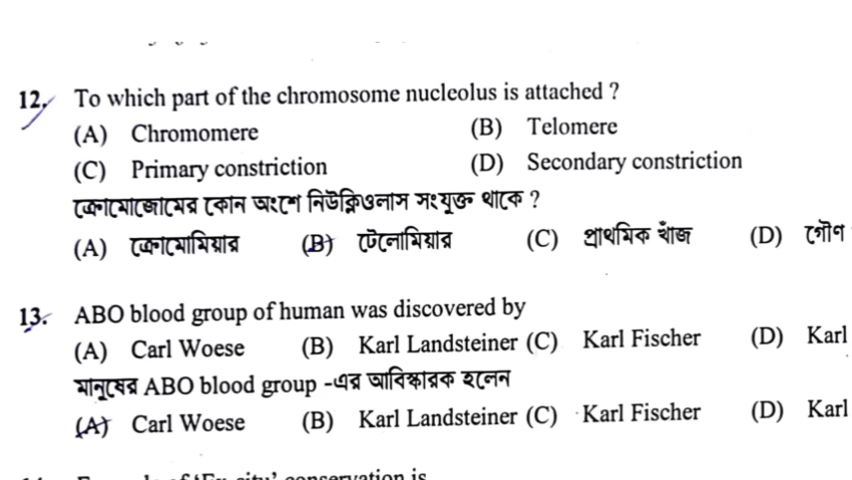 12. To which part of the chromosome nucleolus is attached ?
(A) Chromomere (B) Telomere
(C) Primary constriction (D) Secondary constriction
ক্রোমোজোমের কোন অংশে নিউক্লিওলাস সংযুক্ত থাকে ?
(A) ক্রোমোমিয়ার (B) টেলোমিয়ার (C) প্রাথমিক খাঁজ (D) গৌণ
13. ABO blood group of human was discovered by
(A) Carl Woese (B) Karl Landsteiner (C) Karl Fischer (D) Karl
মানুষের ABO blood group -এর আবিষ্কারক হলেন
(A) Carl Woese (B) Karl Landsteiner (C) Karl Fischer (D) Karl
conservation is